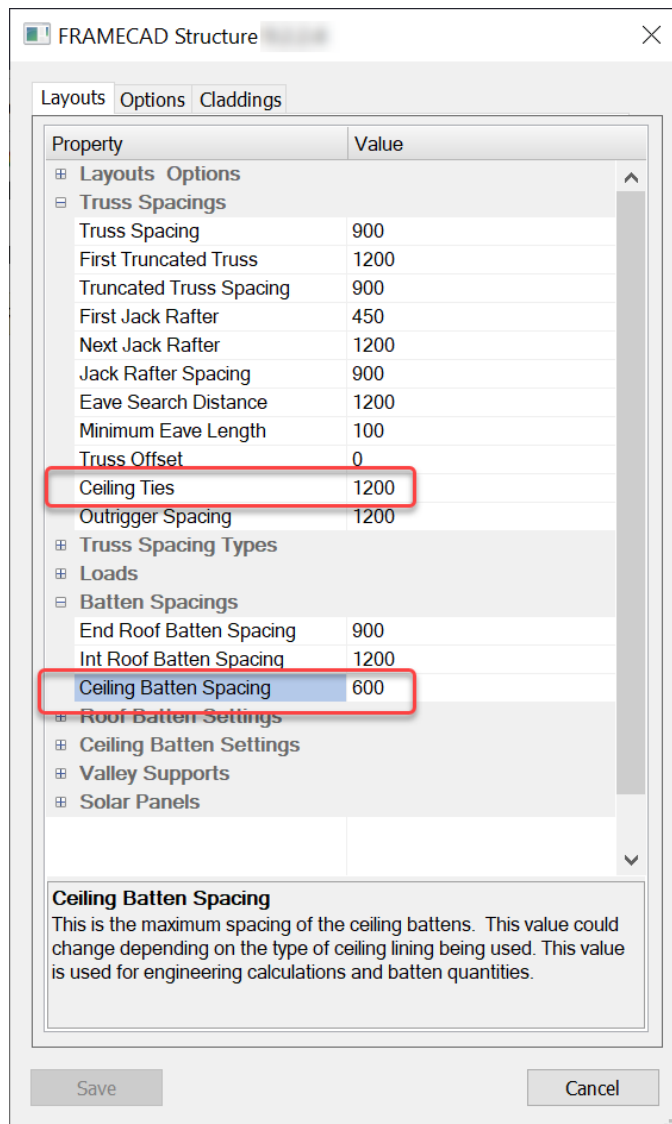 FRAMECAD Structure
Layouts Options Claddings
Property Value
Layouts Options
Truss Spacings
Truss Spacing 900
First Truncated Truss 1200
Truncated Truss Spacing 900
First Jack Rafter 450
Next Jack Rafter 1200
Jack Rafter Spacing 900
Eave Search Distance 1200
Minimum Eave Length 100
Truss Offset 0
Ceiling Ties 1200
Outrigger Spacing 1200
Truss Spacing Types
Loads
Batten Spacings
End Roof Batten Spacing 900
Int Roof Batten Spacing 1200
Ceiling Batten Spacing 600
Roof Batten Settings
Ceiling Batten Settings
Valley Supports
Solar Panels
Ceiling Batten Spacing
This is the maximum spacing of the ceiling battens. This value could
change depending on the type of ceiling lining being used. This value
is used for engineering calculations and batten quantities.
Save Cancel